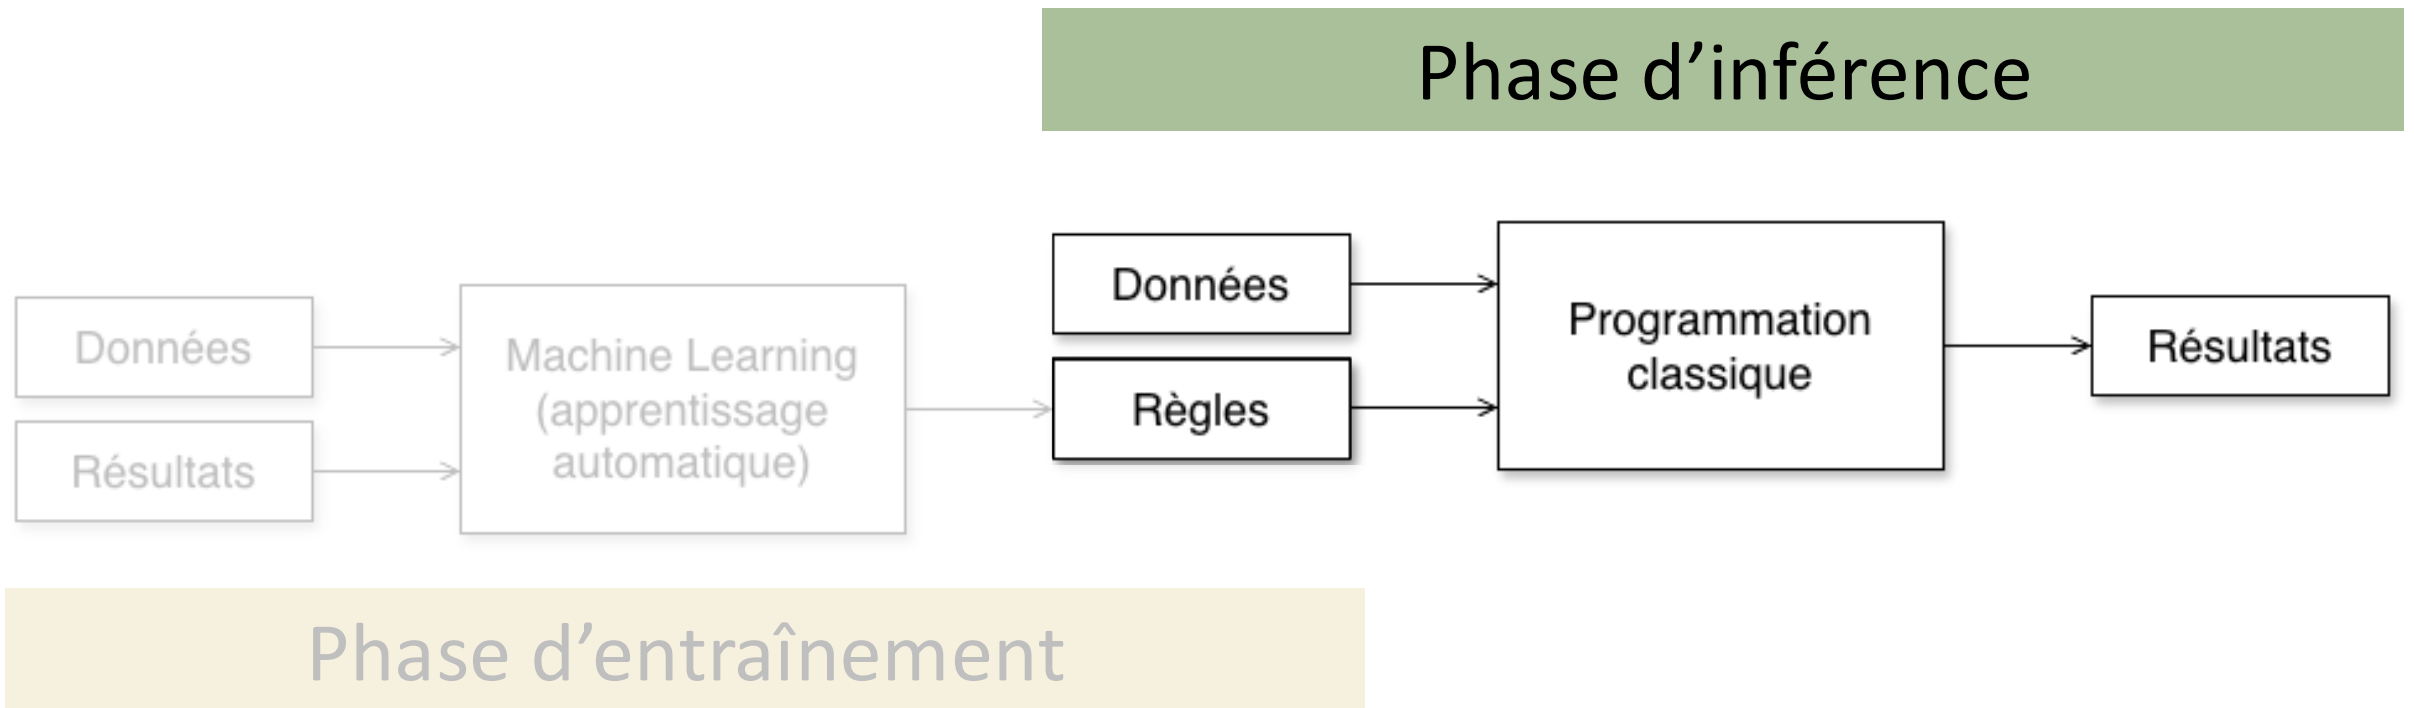 Phase d’inférence
Données
Résultats
Machine Learning
(apprentissage
automatique)
Données
Règles
Programmation
classique
Résultats
Phase d’entraînement